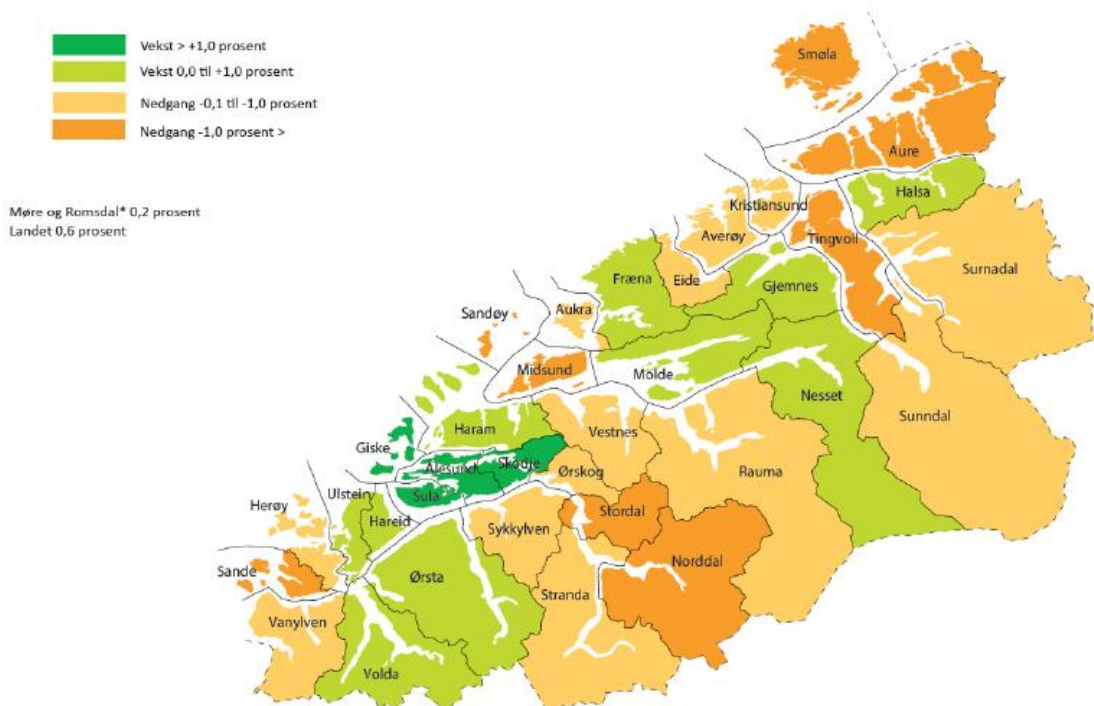 Vekst > +1,0 prosent
Vekst 0,0 til +1,0 prosent
Nedgang -0,1 til -1,0 prosent
Nedgang -1,0 prosent >
Møre og Romsdal* 0,2 prosent
Landet 0,6 prosent
Smøla
Aure
Halsa
Kristiansund
Averøy
Tingvoll
Surnadal
Fræna
Eide
Gjemnes
Sandøy
Aukra
Midsund
Molde
Nesset
Sunndal
Haram
Vestnes
Giske
Ålesund
Skodje
Ørskog
Rauma
Sula
Ulstein
Herøy
Hareid
Stordal
Sykkylven
Norddal
Sande
Ørsta
Stranda
Vanylven
Volda